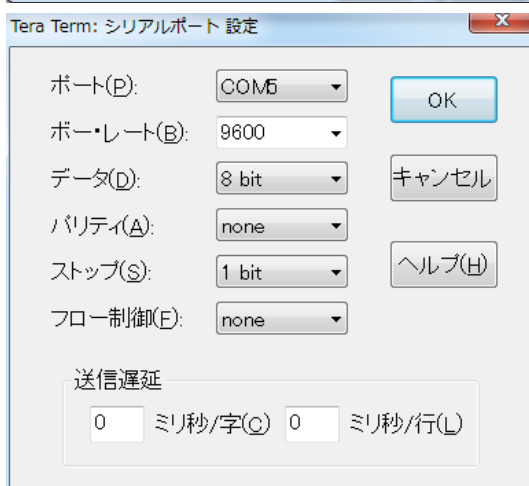 Tera Term: シリアルポート 設定
ポート(P): COM5 OK
ボー・レート(B): 9600
データ(D): 8 bit キャンセル
パリティ(A): none
ストップ(S): 1 bit ヘルプ(H)
フロー制御(F): none
送信遅延
0 ミリ秒/字(C) 0 ミリ秒/行(L)